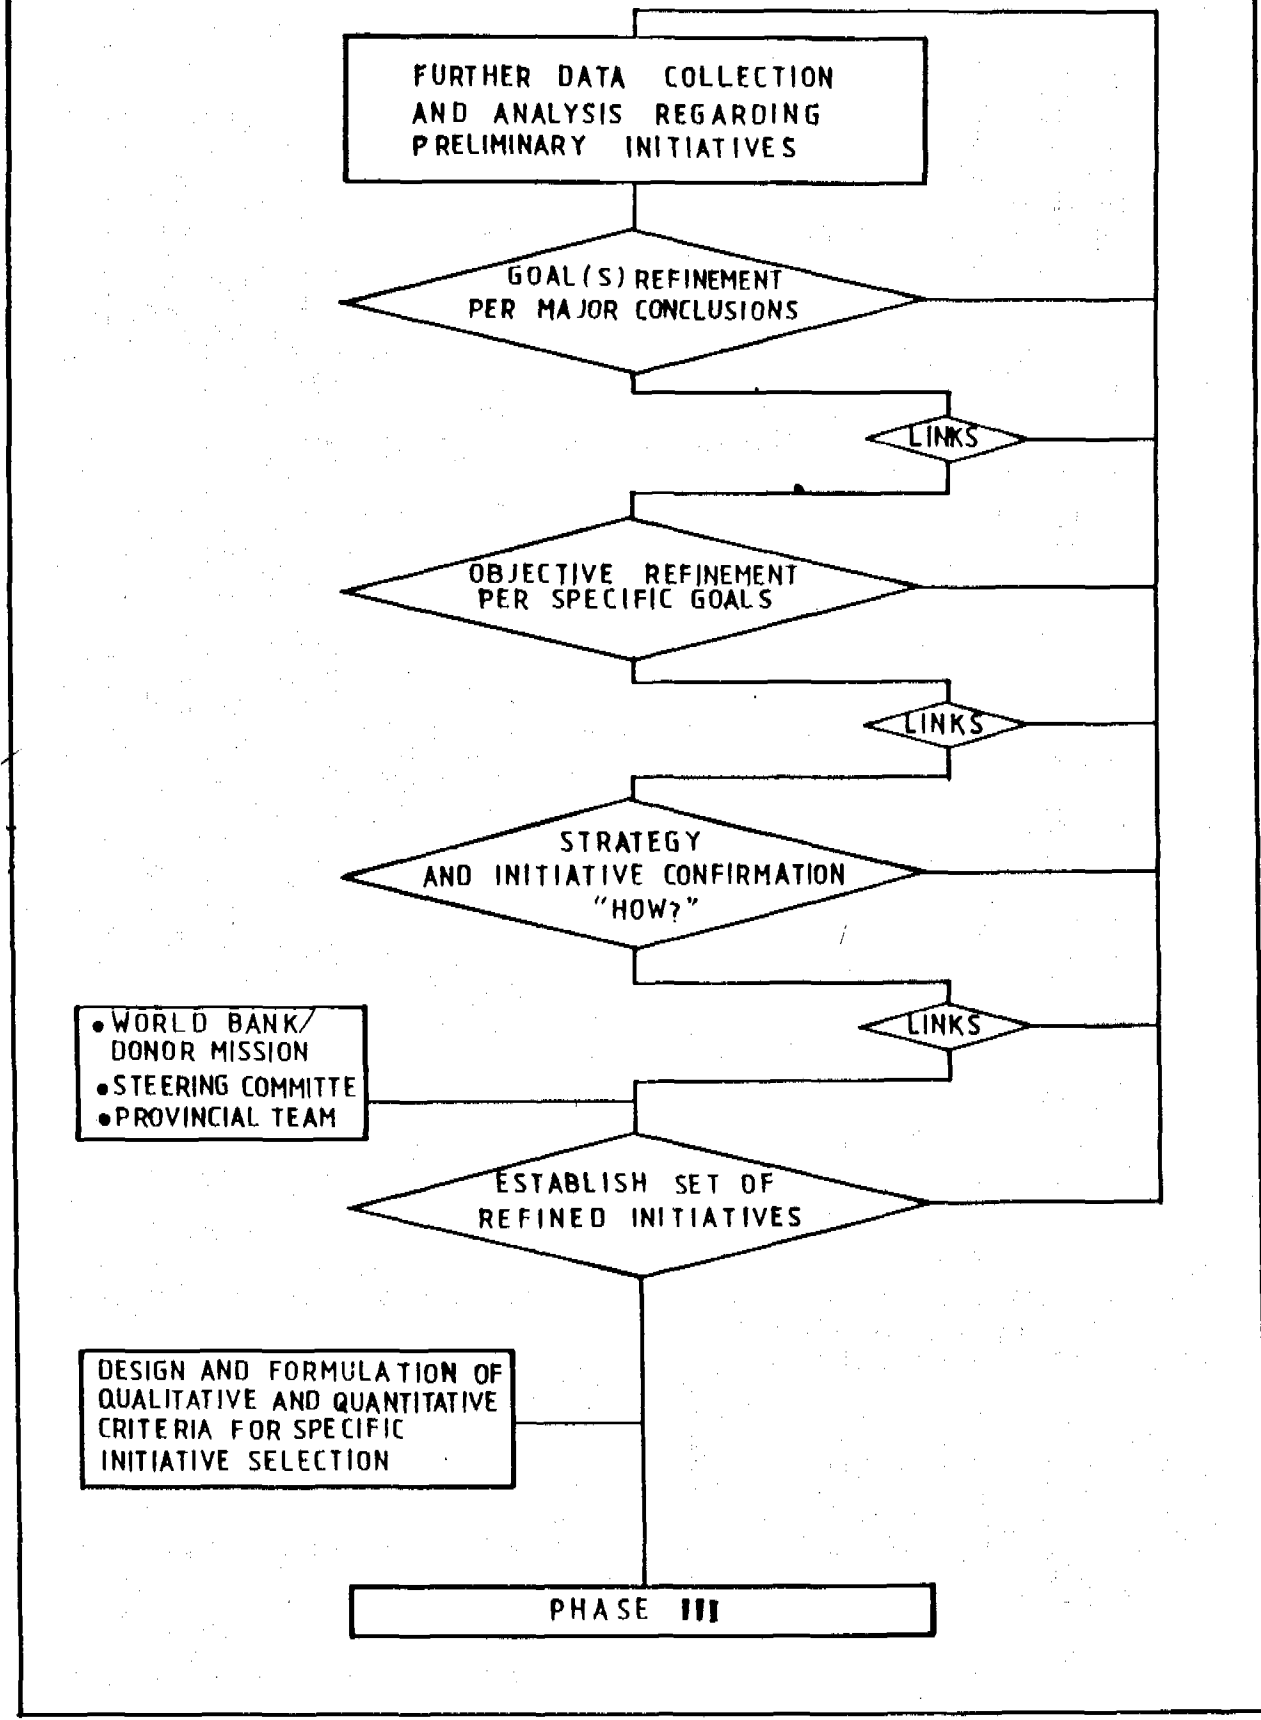 FURTHER DATA COLLECTION
AND ANALYSIS REGARDING
PRELIMINARY INITIATIVES
GOAL(S) REFINEMENT
PER MAJOR CONCLUSIONS
LINKS
OBJECTIVE REFINEMENT
PER SPECIFIC GOALS
LINKS
STRATEGY
AND INITIATIVE CONFIRMATION
"HOW?"
LINKS
• WORLD BANK/
DONOR MISSION
• STEERING COMMITTE
• PROVINCIAL TEAM
ESTABLISH SET OF
REFINED INITIATIVES
DESIGN AND FORMULATION OF
QUALITATIVE AND QUANTITATIVE
CRITERIA FOR SPECIFIC
INITIATIVE SELECTION
PHASE III